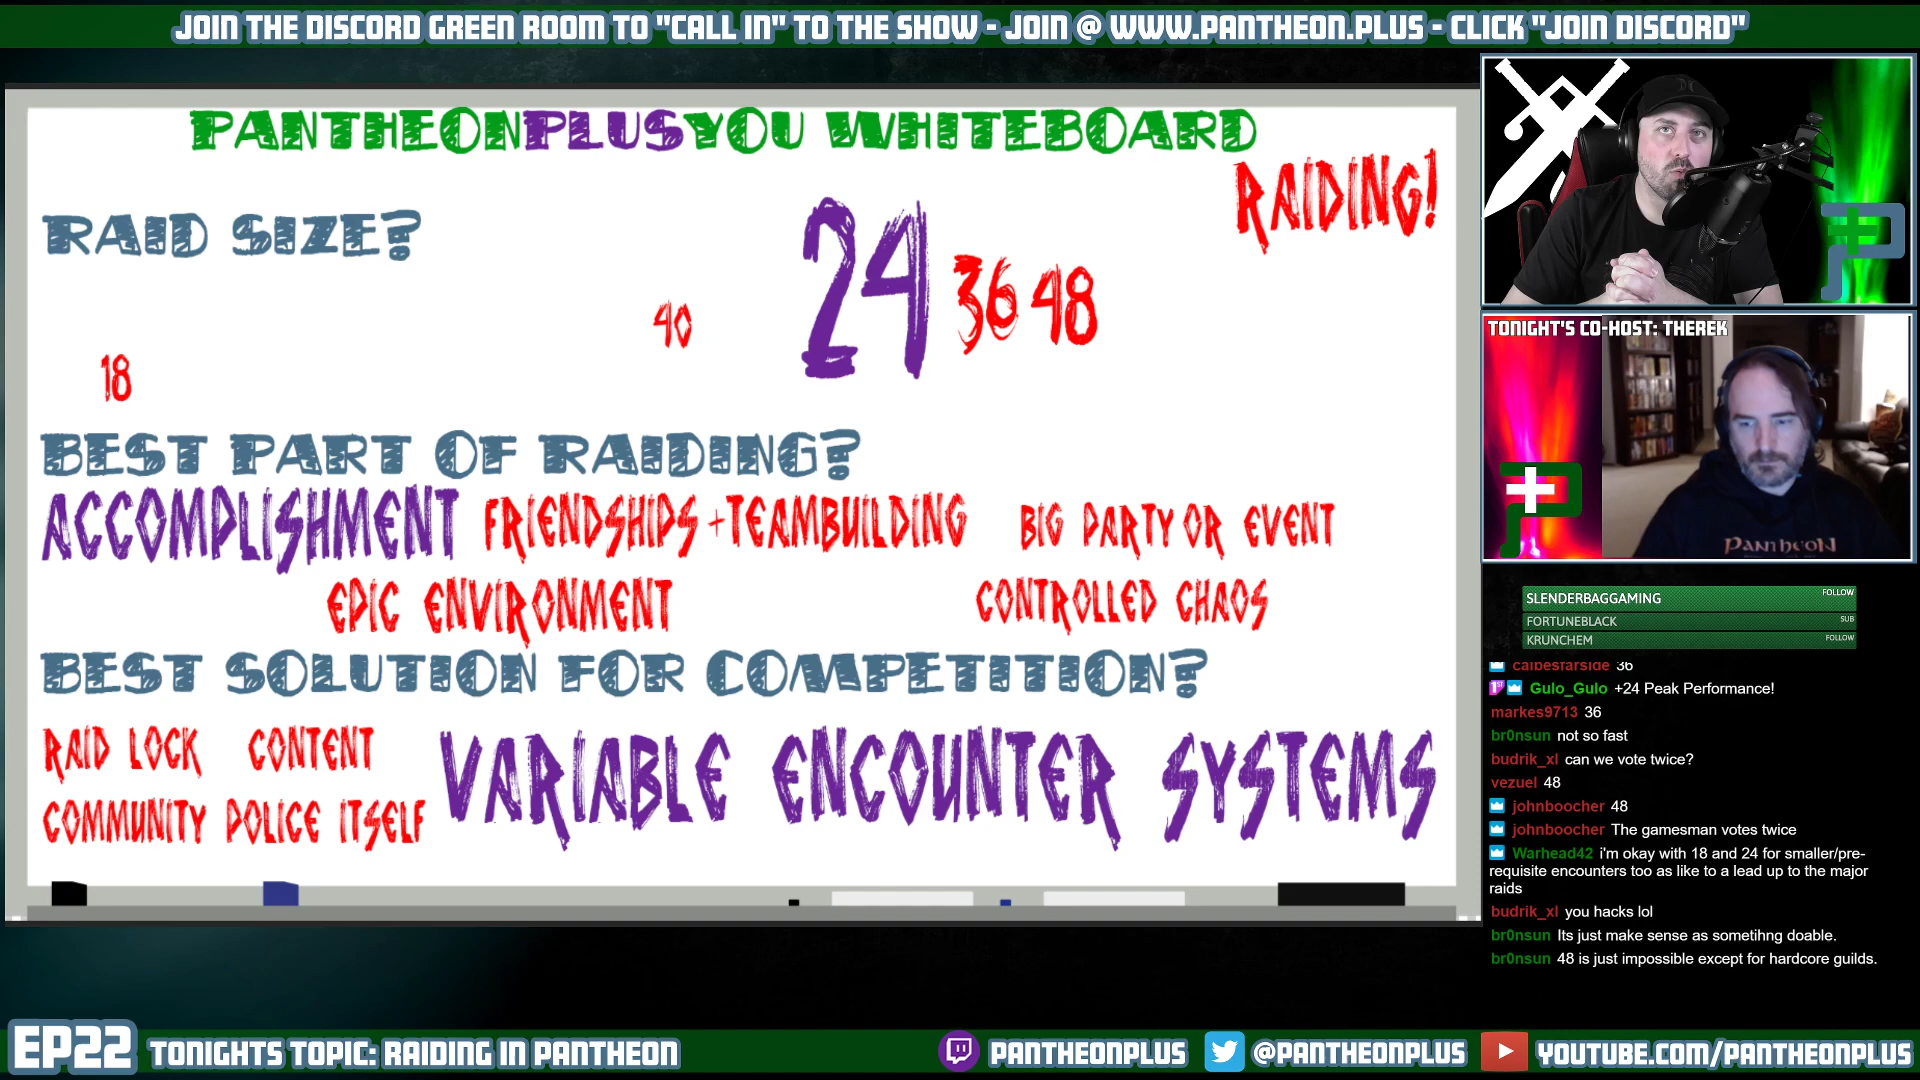 JOIN THE DISCORD GREEN ROOM TO "CALL IN" TO THE SHOW - JOIN @ WWW.PANTHEON.PLUS - CLICK "JOIN DISCORD"
PANTHEONPLUSYOU WHITEBOARD
RAIDING!
RAID SIZE?
24
36 48
40
18
BEST PART OF RAIDING?
ACCOMPLISHMENT FRIENDSHIPS + TEAMBUILDING BIG PARTY OR EVENT
EPIC ENVIRONMENT CONTROLLED CHAOS
BEST SOLUTION FOR COMPETITION?
RAID LOCK CONTENT
VARIABLE ENCOUNTER SYSTEMS
COMMUNITY POLICE ITSELF
TONIGHT'S CO-HOST: THEREK
PANTHEON
SLENDERBAGGAMING FOLLOW
FORTUNEBLACK SUB
KRUNCHEM FOLLOW
calbesfarside 36
1ST Gulo_Gulo +24 Peak Performance!
markes9713 36
br0nsun not so fast
budrik_xl can we vote twice?
vezuel 48
johnboocher 48
johnboocher The gamesman votes twice
Warhead42 i'm okay with 18 and 24 for smaller/pre-
requisite encounters too as like to a lead up to the major
raids
budrik_xl you hacks lol
br0nsun Its just make sense as sometihng doable.
br0nsun 48 is just impossible except for hardcore guilds.
EP22 TONIGHTS TOPIC: RAIDING IN PANTHEON
PANTHEONPLUS @PANTHEONPLUS YOUTUBE.COM/PANTHEONPLUS